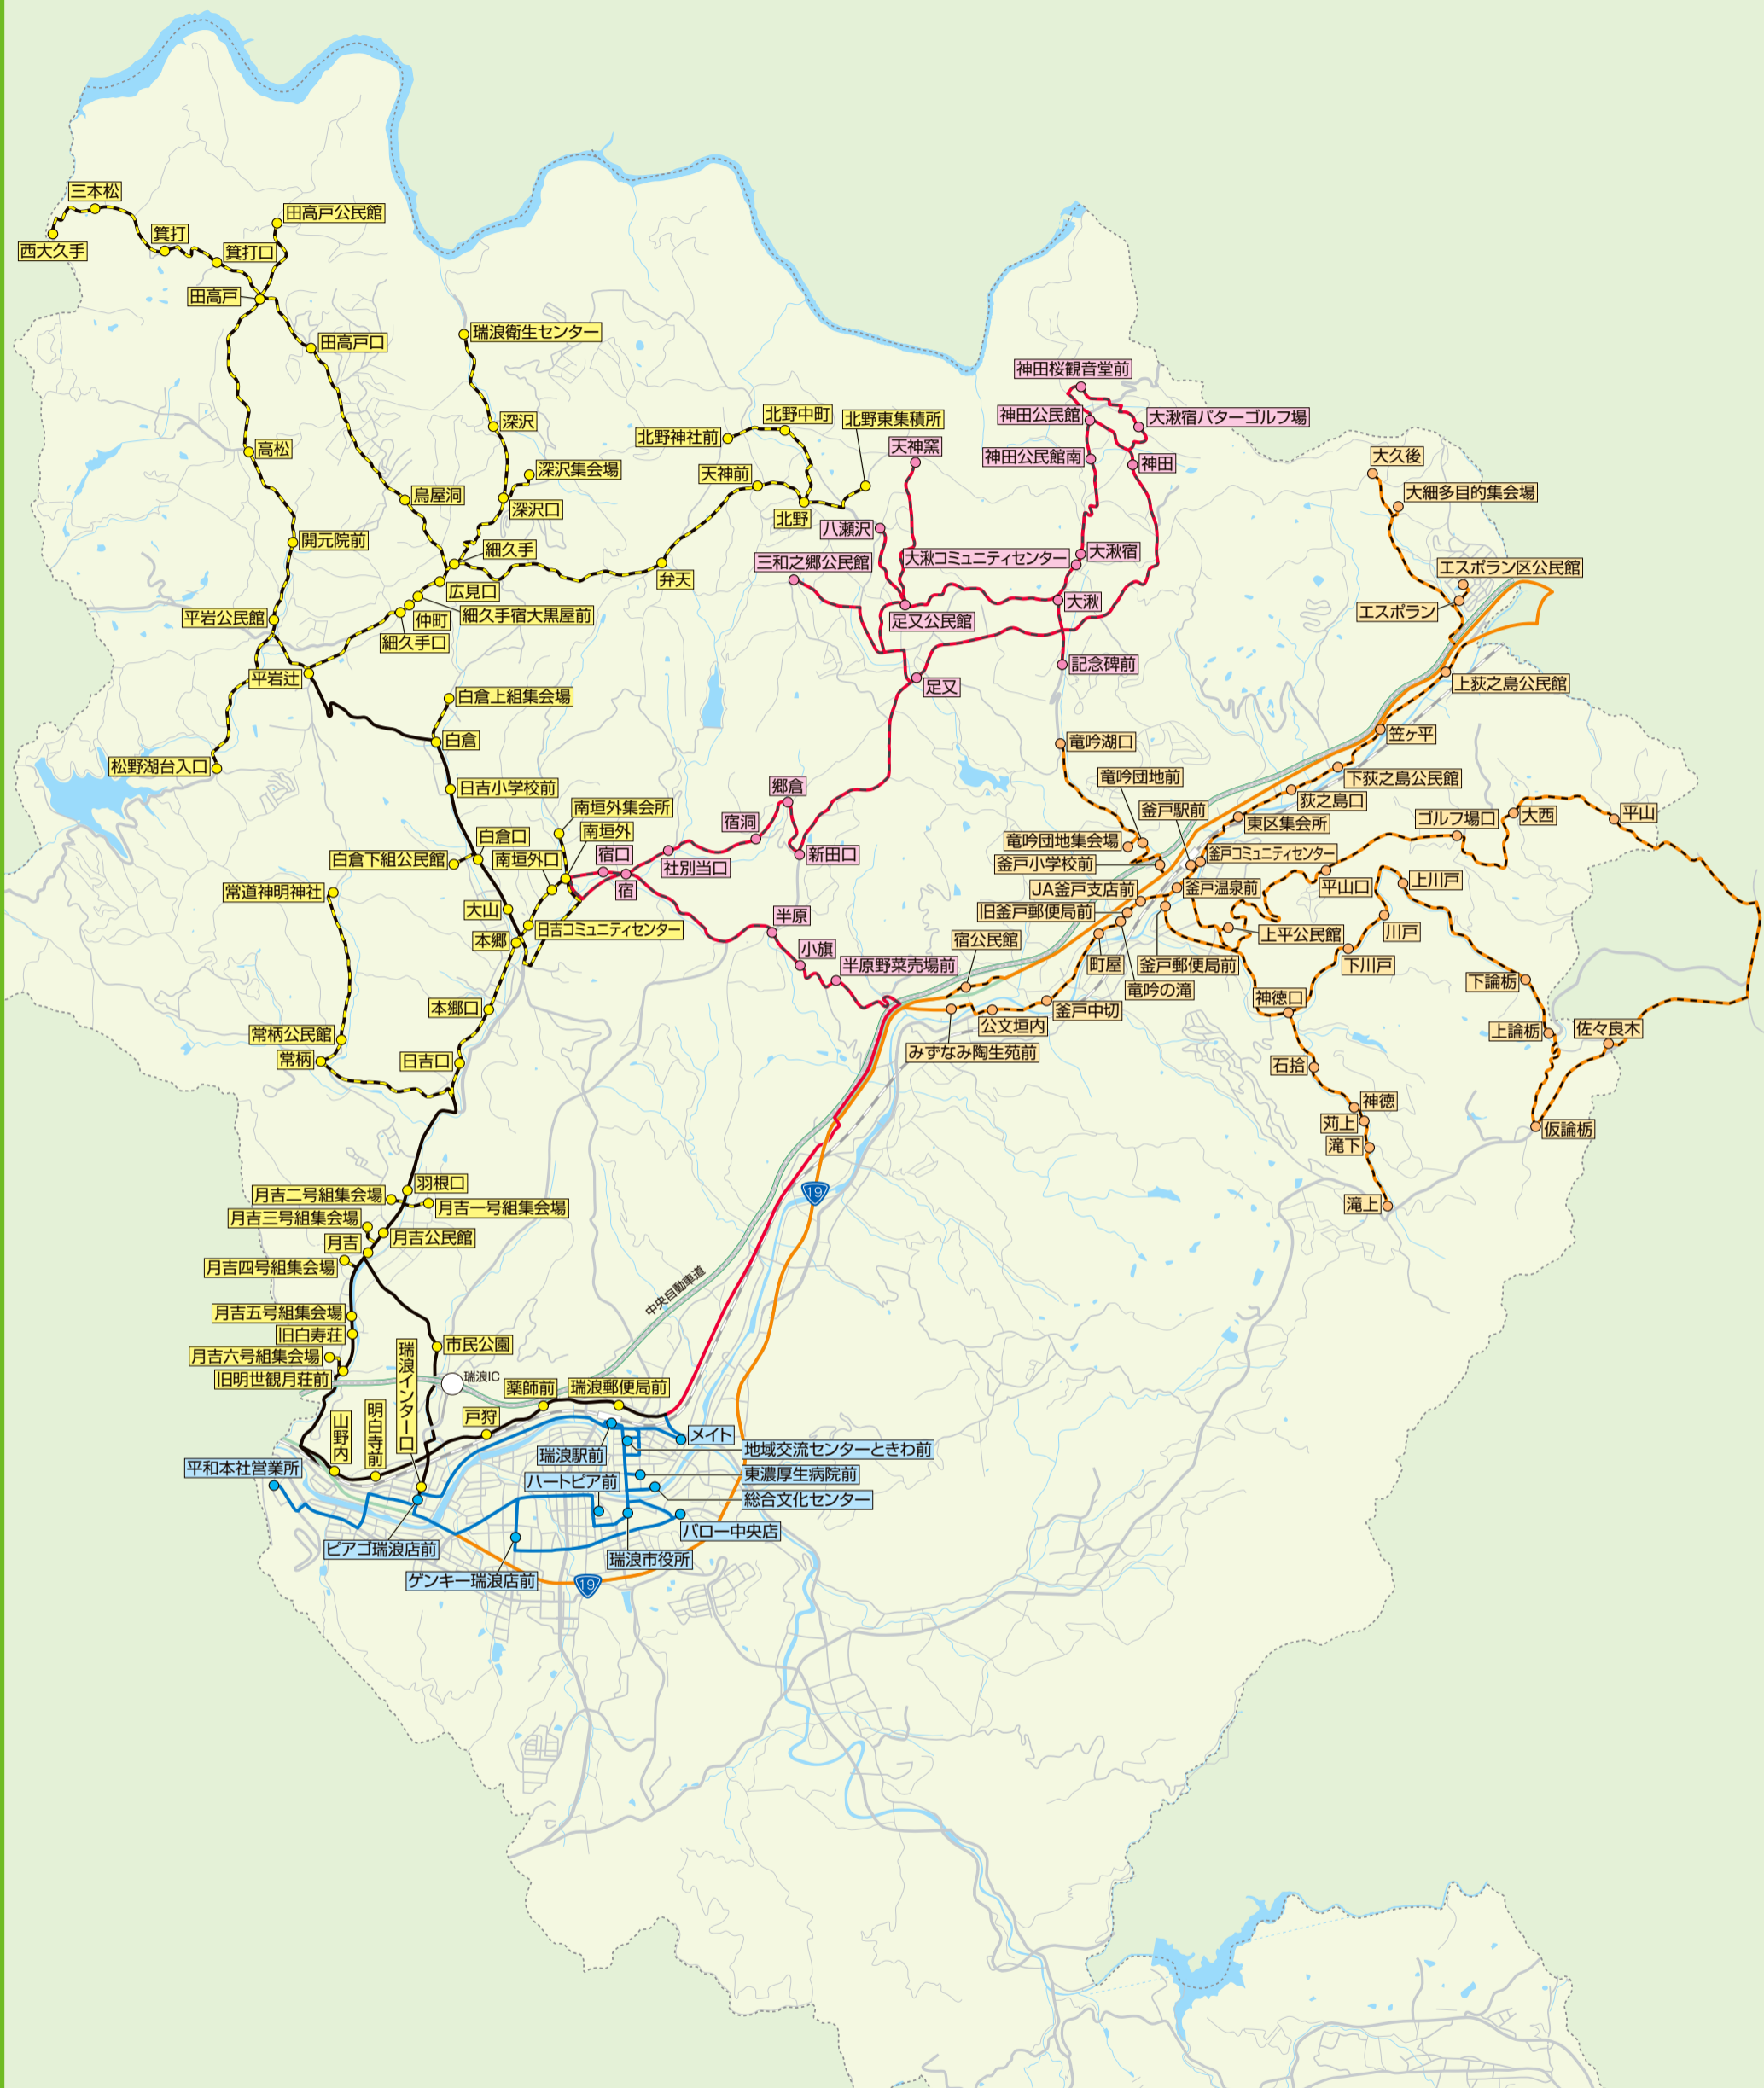 三本松
西大久手
箕打
箕打口
田高戸公民館
田高戸
田高戸口
瑞浪衛生センター
高松
鳥屋洞
深沢
深沢集会場
深沢口
開元院前
細久手
広見口
細久手宿大黒屋前
仲町
細久手口
平岩公民館
平岩辻
松野湖台入口
北野神社前
北野中町
北野東集積所
天神前
北野
弁天
白倉上組集会場
白倉
日吉小学校前
白倉口
白倉下組公民館
南垣外集会所
南垣外
南垣外口
常道神明神社
大山
本郷
日吉コミュニティセンター
本郷口
常柄公民館
常柄
日吉口
羽根口
月吉二号組集会場
月吉一号組集会場
月吉三号組集会場
月吉公民館
月吉
月吉四号組集会場
月吉五号組集会場
旧白寿荘
月吉六号組集会場
旧明世観月荘前
市民公園
瑞浪インター口
瑞浪IC
山野内
明白寺前
戸狩
薬師前
瑞浪郵便局前
中央自動車道
神田桜観音堂前
神田公民館
大湫宿パターゴルフ場
神田公民館南
神田
天神窯
八瀬沢
三和之郷公民館
大湫コミュニティセンター
大湫宿
大湫
足又公民館
足又
記念碑前
郷倉
宿洞
新田口
社別当口
宿口
宿
半原
小旗
半原野菜売場前
大久後
大細多目的集会場
エスポラン区公民館
エスポラン
上荻之島公民館
笠ヶ平
下荻之島公民館
荻之島口
東区集会所
竜吟湖口
竜吟団地前
釜戸駅前
竜吟団地集会場
釜戸小学校前
釜戸コミュニティセンター
JA釜戸支店前
釜戸温泉前
旧釜戸郵便局前
宿公民館
町屋
釜戸郵便局前
竜吟の滝
釜戸中切
公文垣内
みずなみ陶生苑前
ゴルフ場口
大西
平山
平山口
上平公民館
上川戸
川戸
下川戸
神徳口
下論栃
上論栃
佐々良木
仮論栃
石拾
神徳
苅上
滝下
滝上
19
平和本社営業所
ピアゴ瑞浪店前
ゲンキー瑞浪店前
瑞浪駅前
ハートピア前
メイト
地域交流センターときわ前
東濃厚生病院前
総合文化センター
バロー中央店
瑞浪市役所
19